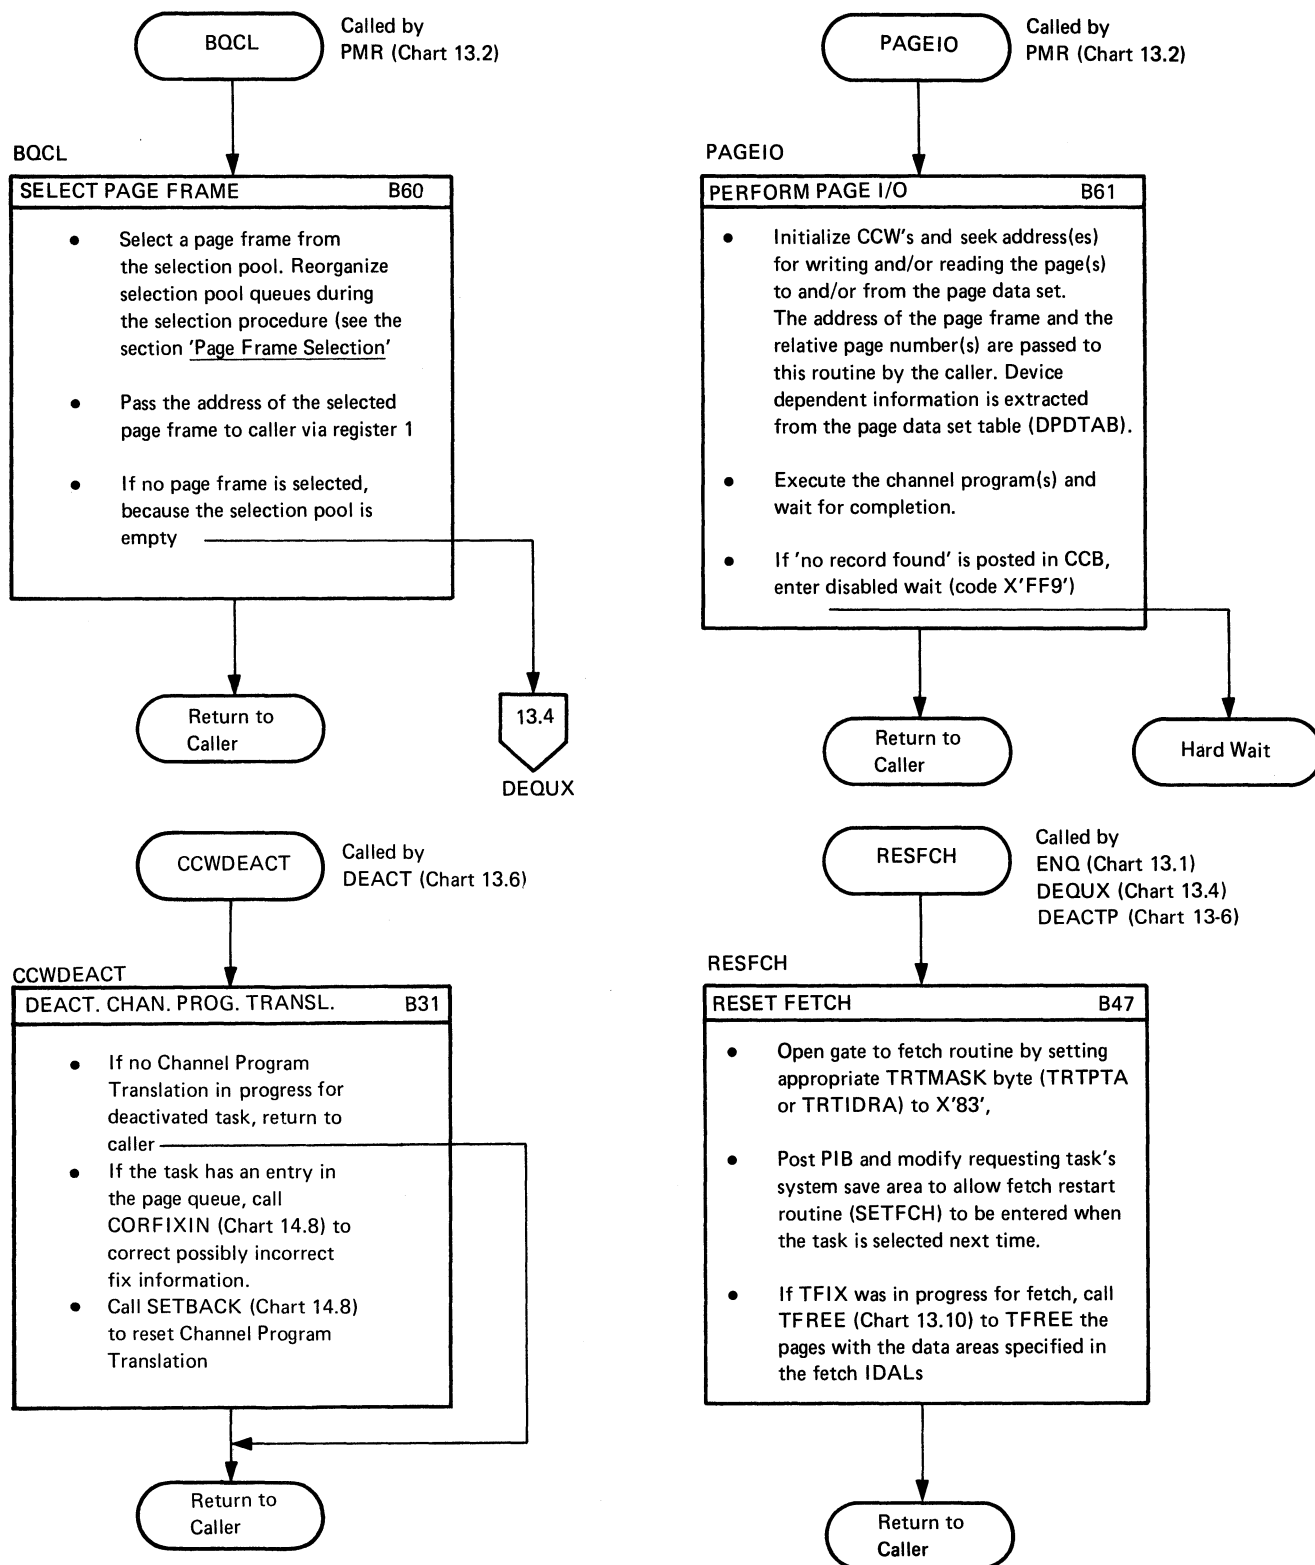 BQCL
Called by
PMR (Chart 13.2)
BQCL
SELECT PAGE FRAME B60
• Select a page frame from
the selection pool. Reorganize
selection pool queues during
the selection procedure (see the
section 'Page Frame Selection'
• Pass the address of the selected
page frame to caller via register 1
• If no page frame is selected,
because the selection pool is
empty
Return to
Caller
13.4
DEQUX
PAGEIO
Called by
PMR (Chart 13.2)
PAGEIO
PERFORM PAGE I/O B61
• Initialize CCW's and seek address(es)
for writing and/or reading the page(s)
to and/or from the page data set.
The address of the page frame and the
relative page number(s) are passed to
this routine by the caller. Device
dependent information is extracted
from the page data set table (DPDTAB).
• Execute the channel program(s) and
wait for completion.
• If 'no record found' is posted in CCB,
enter disabled wait (code X'FF9')
Return to
Caller
Hard Wait
CCWDEACT
Called by
DEACT (Chart 13.6)
CCWDEACT
DEACT. CHAN. PROG. TRANSL. B31
• If no Channel Program
Translation in progress for
deactivated task, return to
caller
• If the task has an entry in
the page queue, call
CORFIXIN (Chart 14.8) to
correct possibly incorrect
fix information.
• Call SETBACK (Chart 14.8)
to reset Channel Program
Translation
Return to
Caller
RESFCH
Called by
ENQ (Chart 13.1)
DEQUX (Chart 13.4)
DEACTP (Chart 13-6)
RESFCH
RESET FETCH B47
• Open gate to fetch routine by setting
appropriate TRTMASK byte (TRTPTA
or TRTIDRA) to X'83',
• Post PIB and modify requesting task's
system save area to allow fetch restart
routine (SETFCH) to be entered when
the task is selected next time.
• If TFIX was in progress for fetch, call
TFREE (Chart 13.10) to TFREE the
pages with the data areas specified in
the fetch IDALs
Return to
Caller